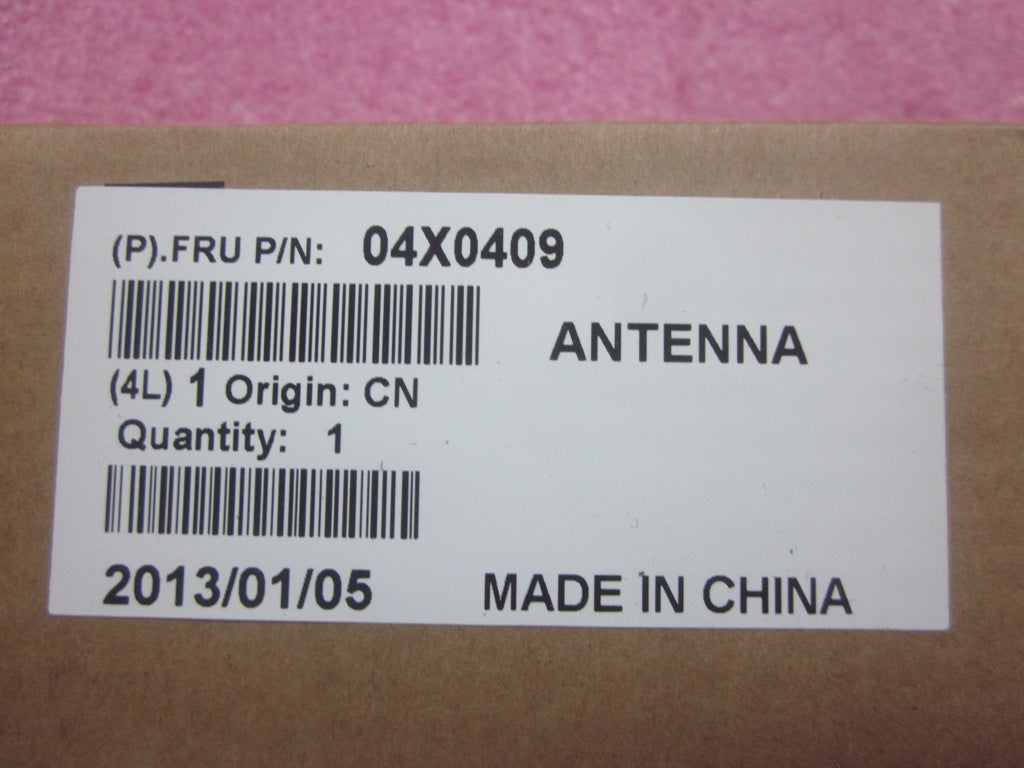 (P).FRU P/N: 04X0409
ANTENNA
(4L) 1 Origin: CN
Quantity: 1
2013/01/05 MADE IN CHINA